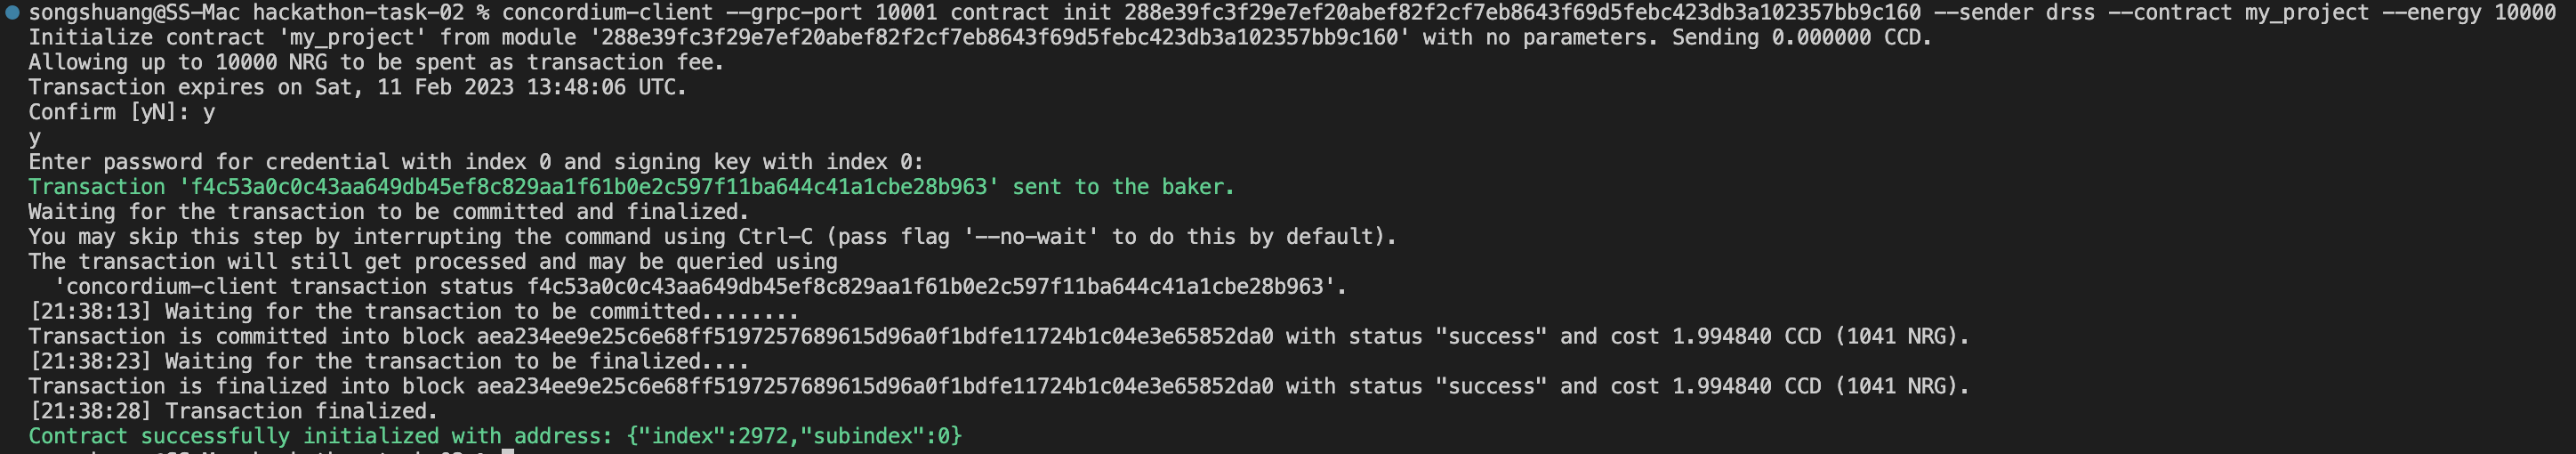 songshuang@SS-Mac hackathon-task-02 % concordium-client --grpc-port 10001 contract init 288e39fc3f29e7ef20abef82f2cf7eb8643f69d5febc423db3a102357bb9c160 --sender drss --contract my_project --energy 10000
Initialize contract 'my_project' from module '288e39fc3f29e7ef20abef82f2cf7eb8643f69d5febc423db3a102357bb9c160' with no parameters. Sending 0.000000 CCD.
Allowing up to 10000 NRG to be spent as transaction fee.
Transaction expires on Sat, 11 Feb 2023 13:48:06 UTC.
Confirm [yN]: y
y
Enter password for credential with index 0 and signing key with index 0:
Transaction 'f4c53a0c0c43aa649db45ef8c829aa1f61b0e2c597f11ba644c41a1cbe28b963' sent to the baker.
Waiting for the transaction to be committed and finalized.
You may skip this step by interrupting the command using Ctrl-C (pass flag '--no-wait' to do this by default).
The transaction will still get processed and may be queried using
'concordium-client transaction status f4c53a0c0c43aa649db45ef8c829aa1f61b0e2c597f11ba644c41a1cbe28b963'.
[21:38:13] Waiting for the transaction to be committed........
Transaction is committed into block aea234ee9e25c6e68ff5197257689615d96a0f1bdfe11724b1c04e3e65852da0 with status "success" and cost 1.994840 CCD (1041 NRG).
[21:38:23] Waiting for the transaction to be finalized....
Transaction is finalized into block aea234ee9e25c6e68ff5197257689615d96a0f1bdfe11724b1c04e3e65852da0 with status "success" and cost 1.994840 CCD (1041 NRG).
[21:38:28] Transaction finalized.
Contract successfully initialized with address: {"index":2972,"subindex":0}